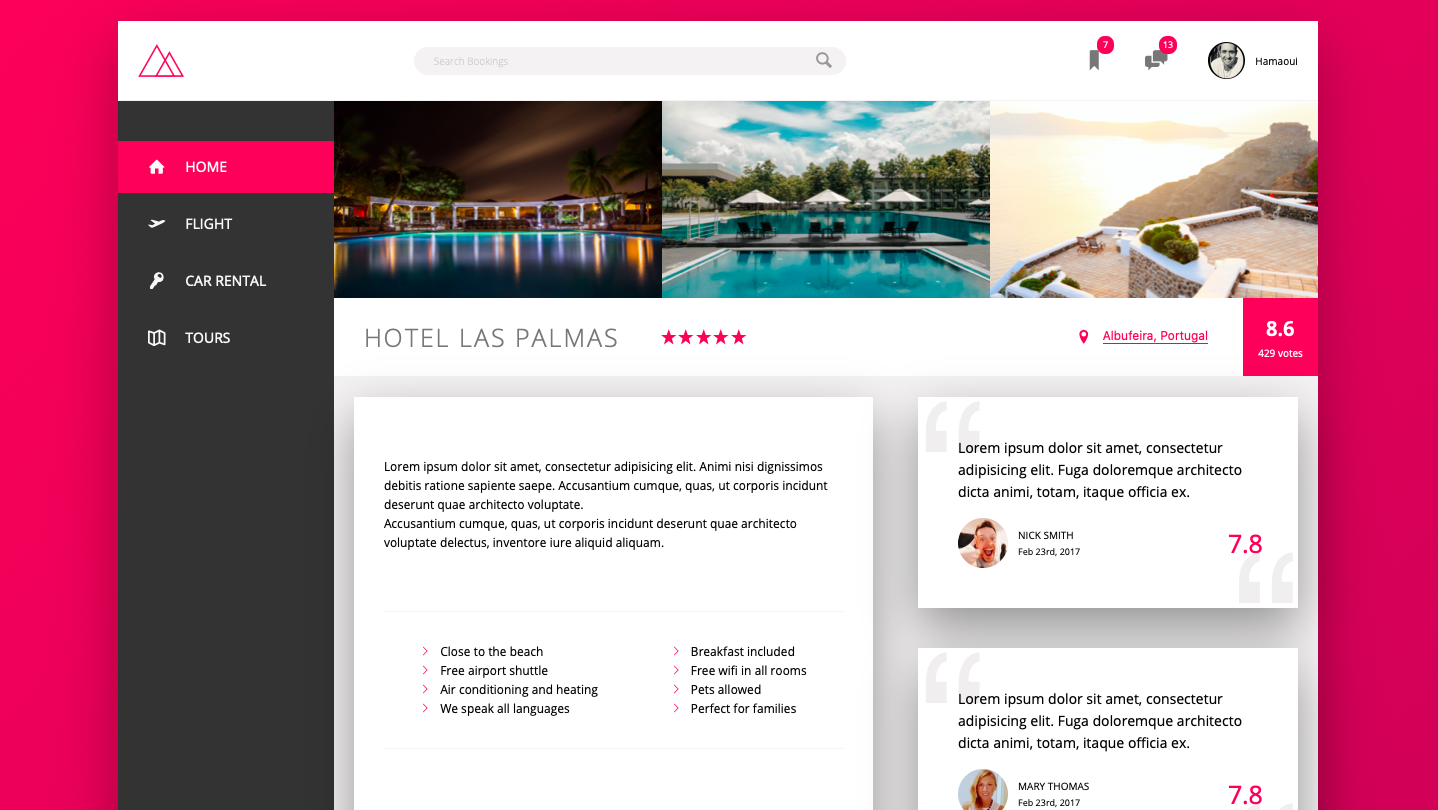 Search Bookings
7
13
Hamaoui
HOME
FLIGHT
CAR RENTAL
TOURS
HOTEL LAS PALMAS
Albufeira, Portugal
8.6
429 votes
Lorem ipsum dolor sit amet, consectetur adipisicing elit. Animi nisi dignissimos
debitis ratione sapiente saepe. Accusantium cumque, quas, ut corporis incidunt
deserunt quae architecto voluptate.
Accusantium cumque, quas, ut corporis incidunt deserunt quae architecto
voluptate delectus, inventore iure aliquid aliquam.
Close to the beach
Free airport shuttle
Air conditioning and heating
We speak all languages
Breakfast included
Free wifi in all rooms
Pets allowed
Perfect for families
Lorem ipsum dolor sit amet, consectetur
adipisicing elit. Fuga doloremque architecto
dicta animi, totam, itaque officia ex.
NICK SMITH
Feb 23rd, 2017
7.8
Lorem ipsum dolor sit amet, consectetur
adipisicing elit. Fuga doloremque architecto
dicta animi, totam, itaque officia ex.
MARY THOMAS
Feb 23rd, 2017
7.8